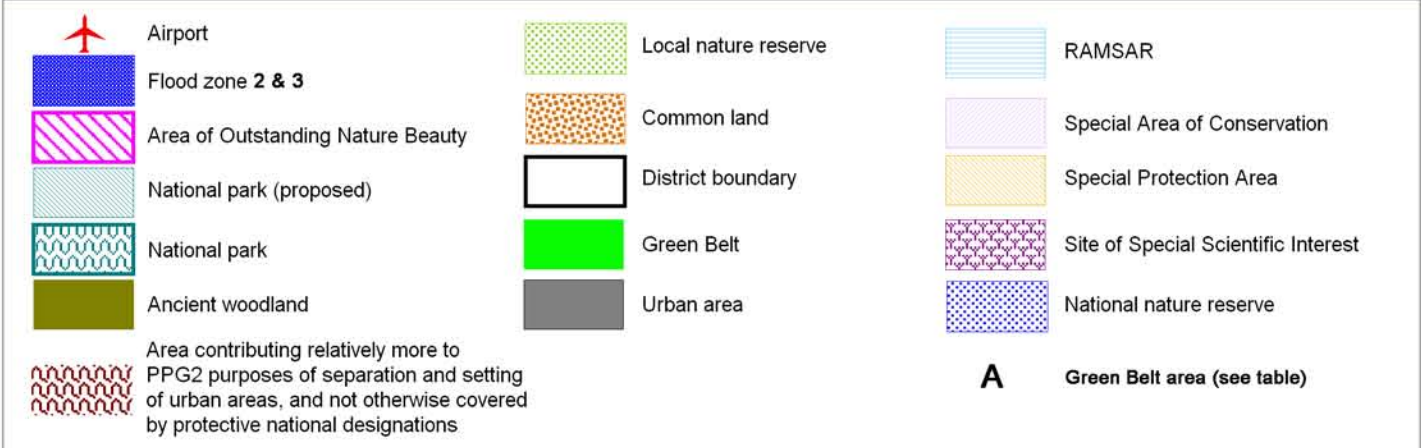 Airport
Flood zone 2 & 3
Area of Outstanding Nature Beauty
National park (proposed)
National park
Ancient woodland
Area contributing relatively more to
PPG2 purposes of separation and setting
of urban areas, and not otherwise covered
by protective national designations
Local nature reserve
Common land
District boundary
Green Belt
Urban area
RAMSAR
Special Area of Conservation
Special Protection Area
Site of Special Scientific Interest
National nature reserve
A Green Belt area (see table)